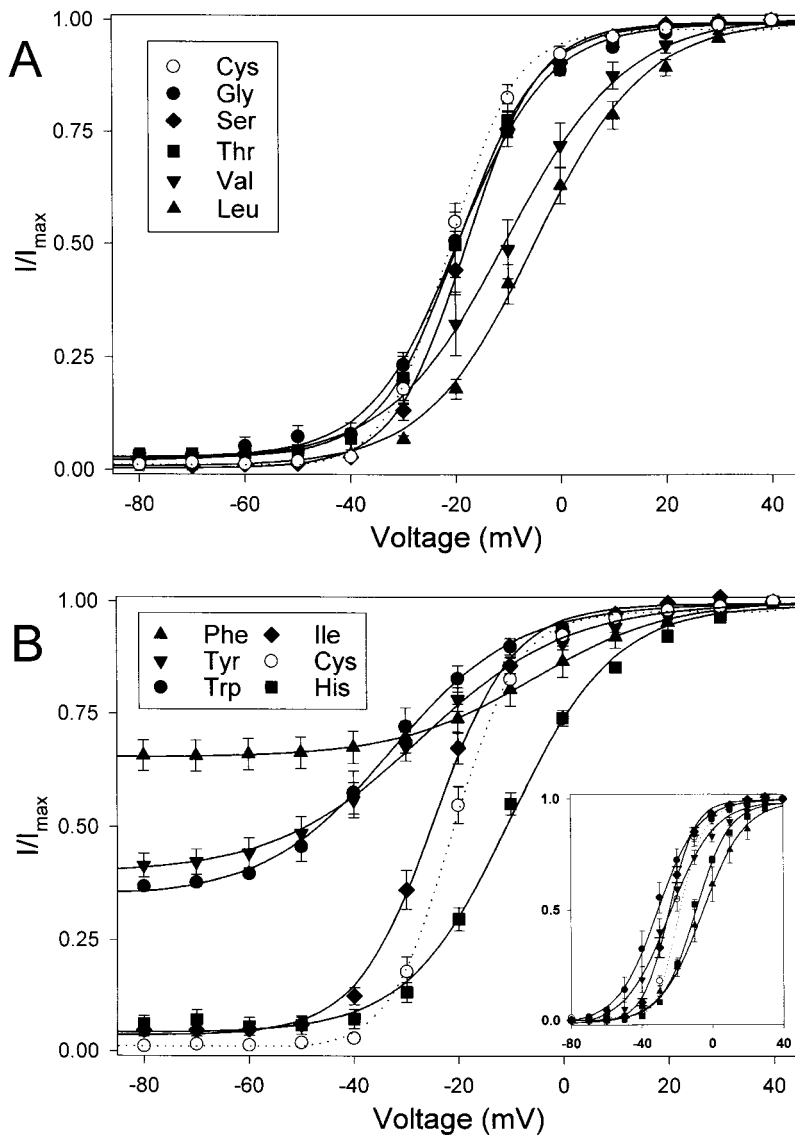 A
1.00
0.75
0.50
0.25
0.00
I/Imax
Cys
Gly
Ser
Thr
Val
Leu
-80 -60 -40 -20 0 20 40
Voltage (mV)
B
1.00
0.75
0.50
0.25
0.00
I/Imax
Phe Ile
Tyr Cys
Trp His
1.0
0.5
0.0
-80 -40 0 40
-80 -60 -40 -20 0 20 40
Voltage (mV)